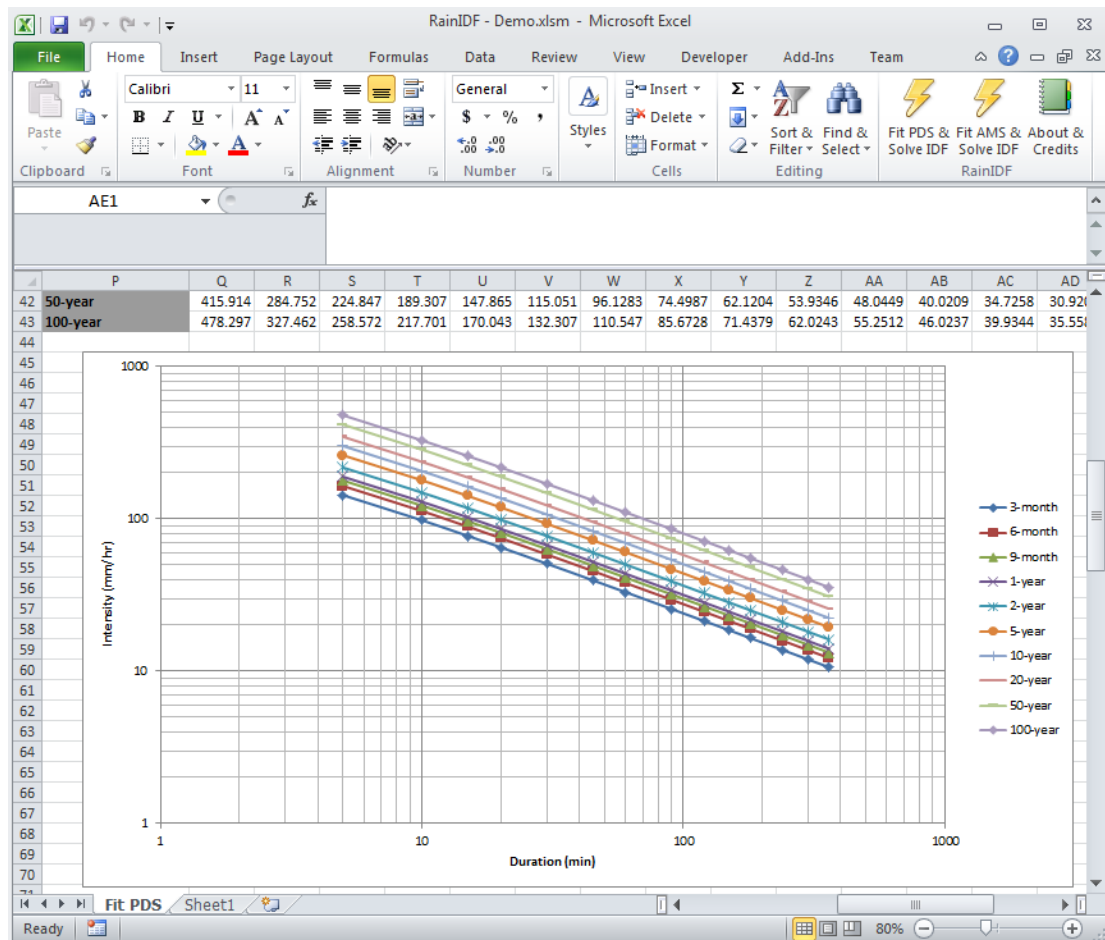 RainIDF - Demo.xlsm - Microsoft Excel
File Home Insert Page Layout Formulas Data Review View Developer Add-Ins Team
Calibri 11 General Insert Σ
Paste B I U A A $ % , Styles Delete Sort & Find & Fit PDS & Fit AMS & About &
A .0 .00 .00 .0 Format Filter Select Solve IDF Solve IDF Credits
Clipboard Font Alignment Number Cells Editing RainIDF
AE1 fx
P Q R S T U V W X Y Z AA AB AC AD
42 50-year 415.914 284.752 224.847 189.307 147.865 115.051 96.1283 74.4987 62.1204 53.9346 48.0449 40.0209 34.7258 30.920
43 100-year 478.297 327.462 258.572 217.701 170.043 132.307 110.547 85.6728 71.4379 62.0243 55.2512 46.0237 39.9344 35.558
44
45
46
47
48
49
50
51
52
53
54
55
56
57
58
59
60
61
62
63
64
65
66
67
68
69
70
71
1000
100
10
1
Intensity (mm/hr)
1 10 100 1000
Duration (min)
3-month
6-month
9-month
1-year
2-year
5-year
10-year
20-year
50-year
100-year
Fit PDS Sheet1
Ready 80%